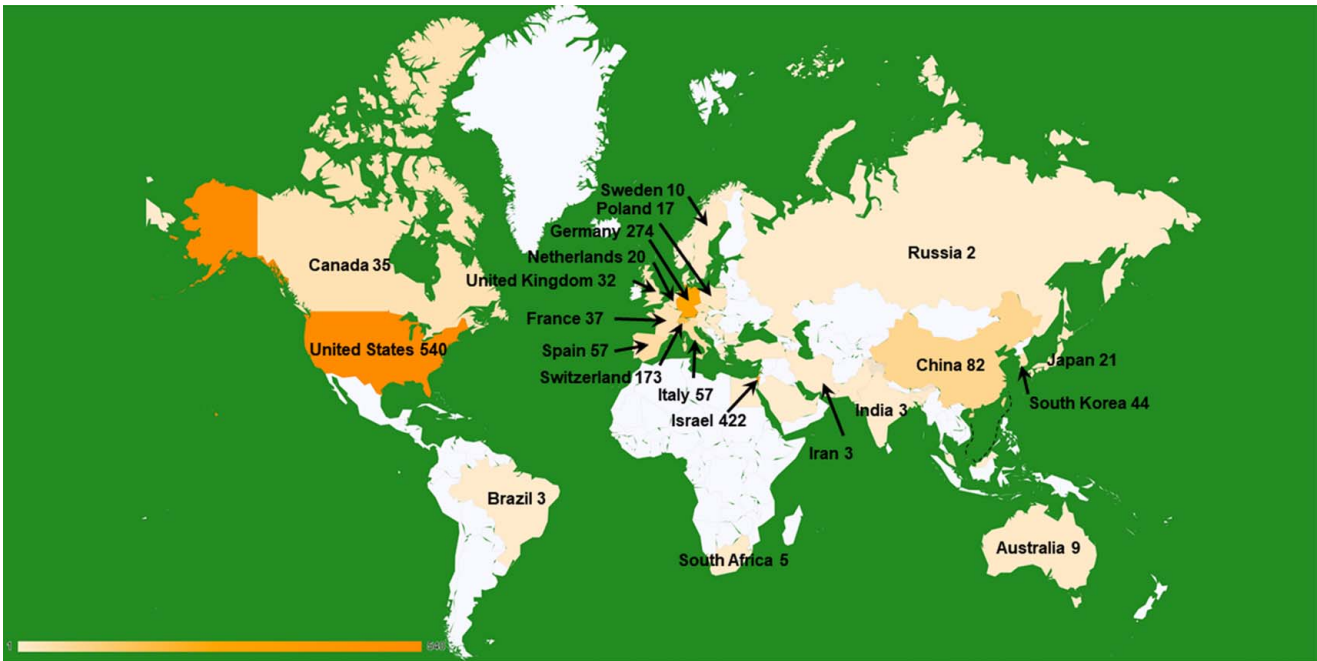 Sweden 10
Poland 17
Germany 274
Netherlands 20
United Kingdom 32
Canada 35
Russia 2
France 37
United States 540
Spain 57
Switzerland 173
Italy 57
Israel 422
China 82
Japan 21
South Korea 44
India 3
Iran 3
Brazil 3
South Africa 5
Australia 9
1
540